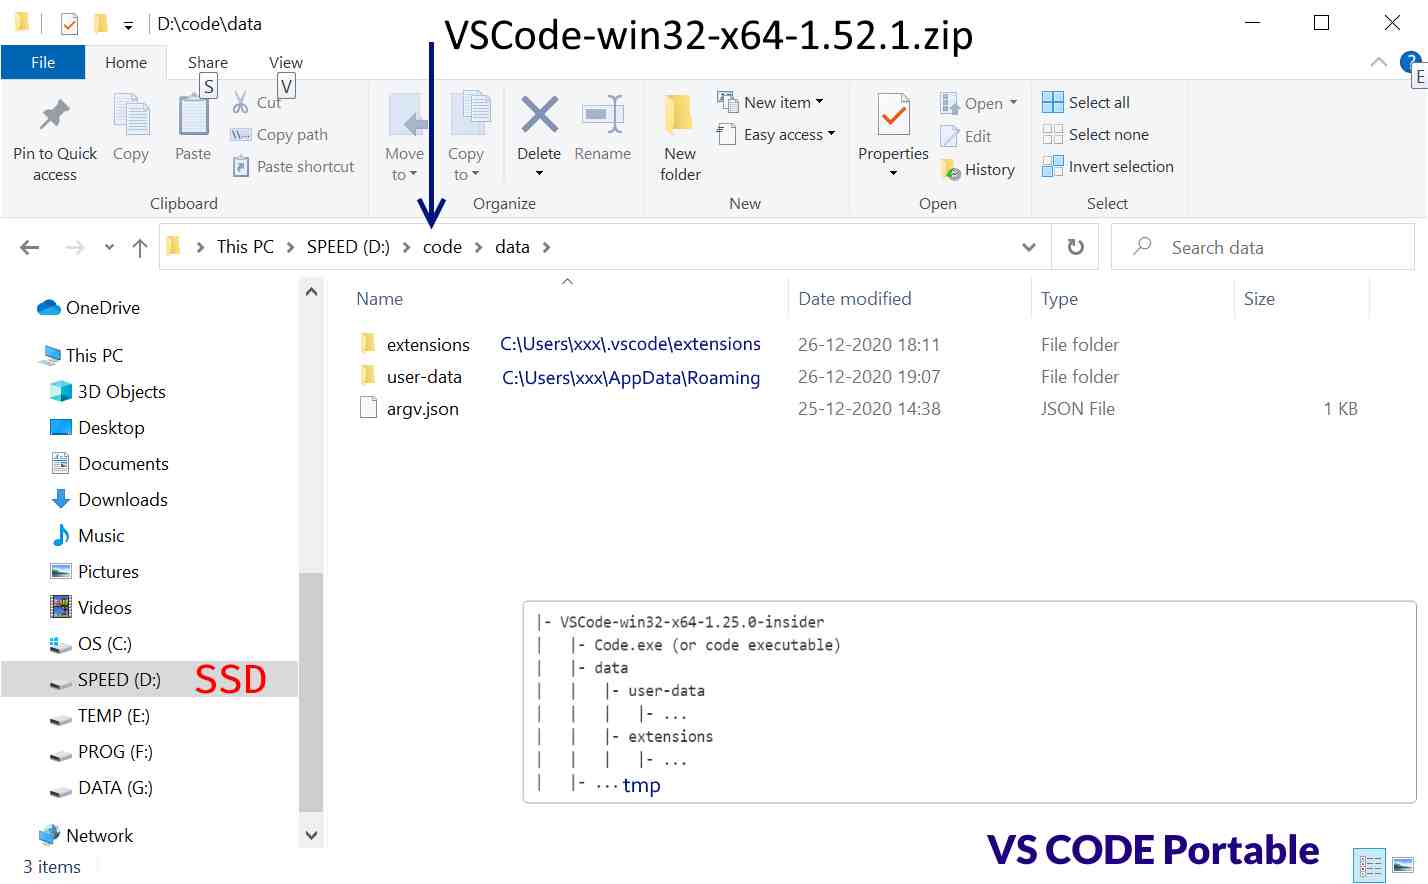 D:\code\data
VSCode-win32-x64-1.52.1.zip
File Home Share View
S V ? E
Pin to Quick access
Copy
Paste
Cut
Copy path
Paste shortcut
Clipboard
Move to
Copy to
Delete
Rename
Organize
New folder
New item
Easy access
New
Properties
Open
Edit
History
Open
Select all
Select none
Invert selection
Select
This PC SPEED (D:) code data
Search data
Name Date modified Type Size
extensions C:\Users\xxx\.vscode\extensions 26-12-2020 18:11 File folder
user-data C:\Users\xxx\AppData\Roaming 26-12-2020 19:07 File folder
argv.json 25-12-2020 14:38 JSON File 1 KB
OneDrive
This PC
3D Objects
Desktop
Documents
Downloads
Music
Pictures
Videos
OS (C:)
SPEED (D:) SSD
TEMP (E:)
PROG (F:)
DATA (G:)
Network
3 items
|- VSCode-win32-x64-1.25.0-insider
|   |- Code.exe (or code executable)
|   |- data
|   |   |- user-data
|   |   |   |- ...
|   |   |- extensions
|   |   |   |- ...
|   |- ... tmp
VS CODE Portable